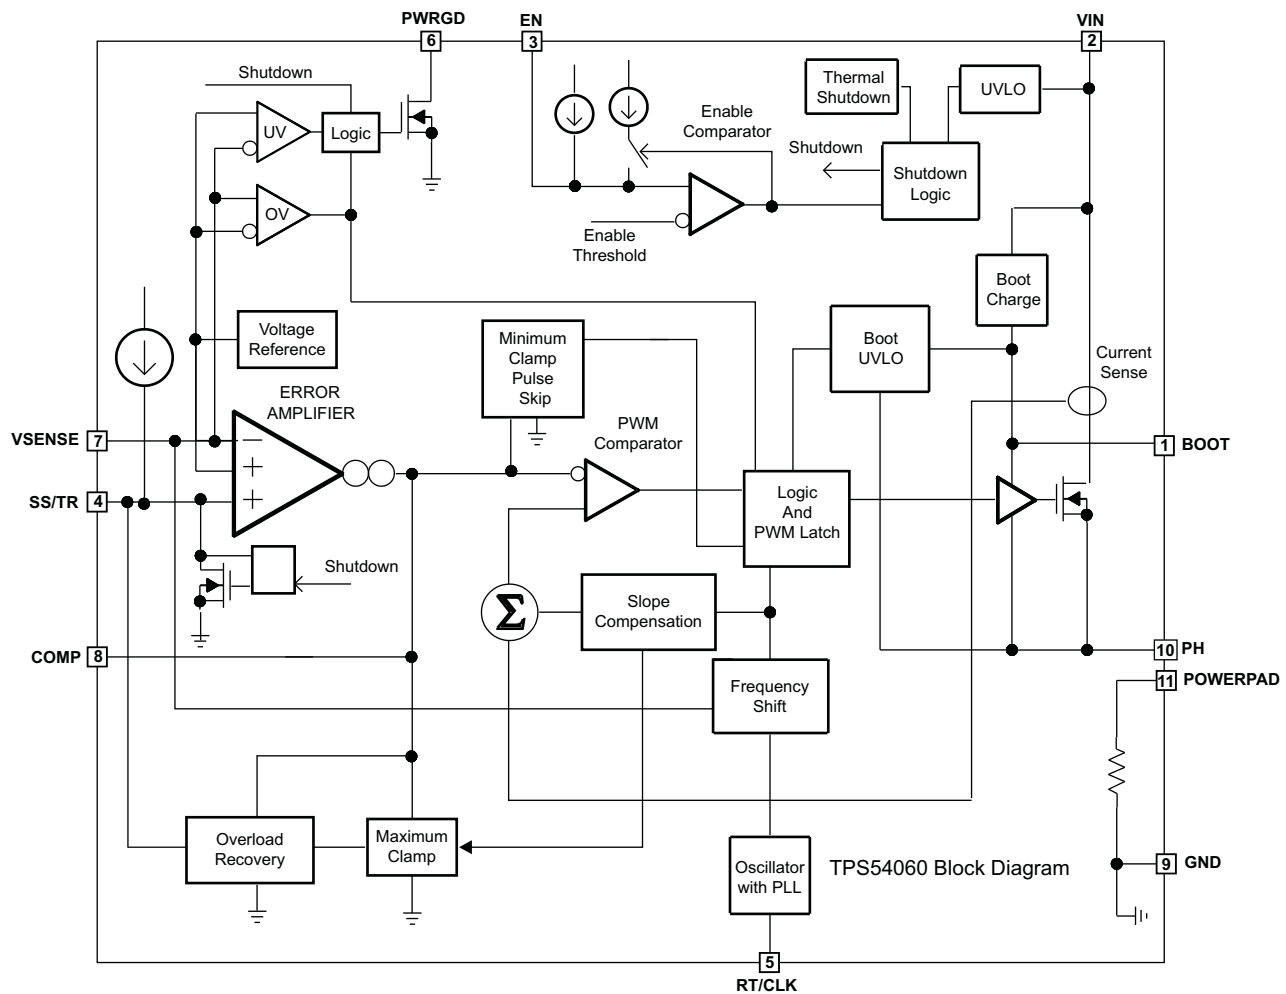 PWRGD
EN
VIN
6
3
2
Shutdown
Thermal
Shutdown
UVLO
Enable
Comparator
UV
Logic
Shutdown
Shutdown
Logic
OV
Enable
Threshold
Boot
Charge
Voltage
Reference
Minimum
Clamp
Pulse
Skip
Boot
UVLO
Current
Sense
ERROR
AMPLIFIER
PWM
Comparator
VSENSE
7
−
1
BOOT
+
SS/TR
4
+
Logic
And
PWM Latch
Shutdown
Σ
Slope
Compensation
COMP
8
10
PH
11
POWERPAD
Frequency
Shift
Overload
Recovery
Maximum
Clamp
Oscillator
with PLL
TPS54060 Block Diagram
9
GND
5
RT/CLK